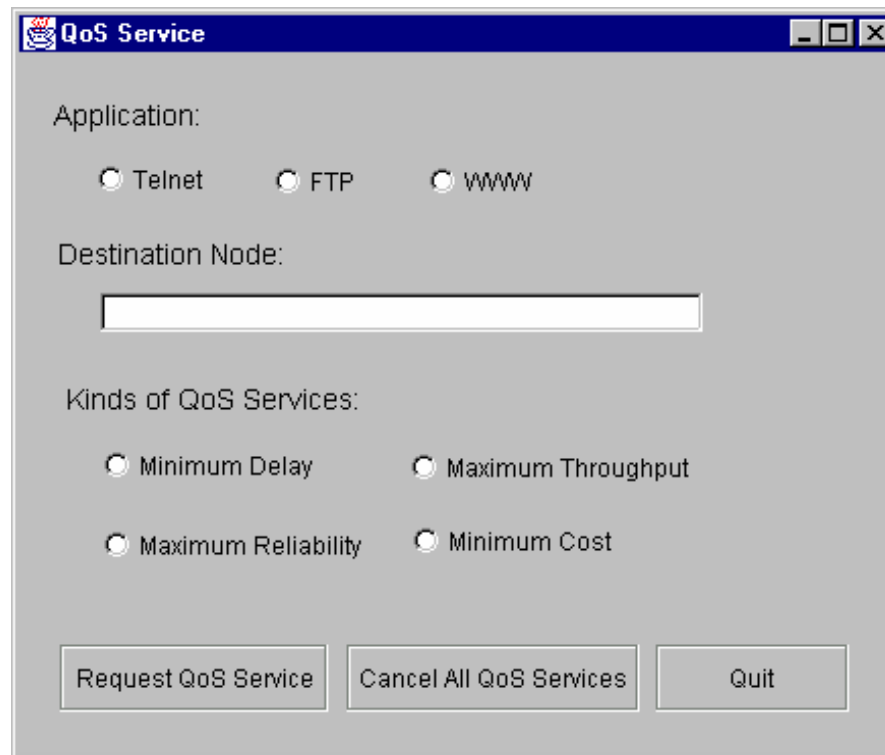 QoS Service
Application:
Telnet FTP WWW
Destination Node:
Kinds of QoS Services:
Minimum Delay Maximum Throughput
Maximum Reliability Minimum Cost
Request QoS Service Cancel All QoS Services Quit